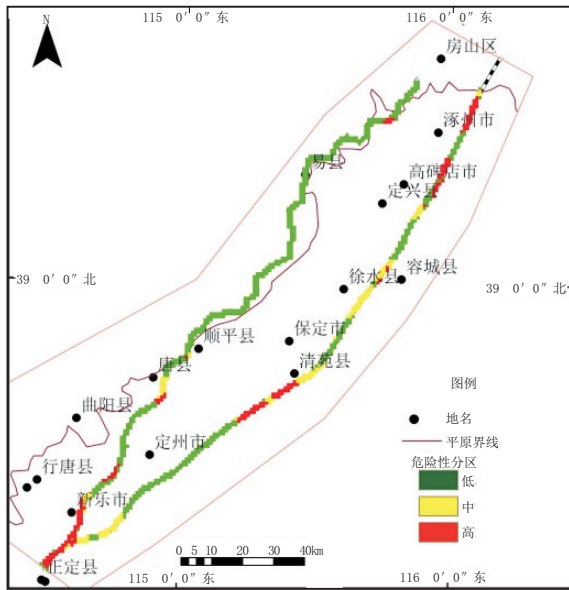 115 0′ 0″ 东
116 0′ 0″ 东
N
房山区
涿州市
易县
高碑店市
定兴县
39 0′ 0″ 北
徐水县
容城县
39 0′ 0″ 北
保定市
顺平县
清苑县
唐县
图例
曲阳县
地名
定州市
平原界线
危险性分区
行唐县
低
新乐市
中
高
正定县
0 5 10 20 30 40km
115 0′ 0″ 东
116 0′ 0″ 东